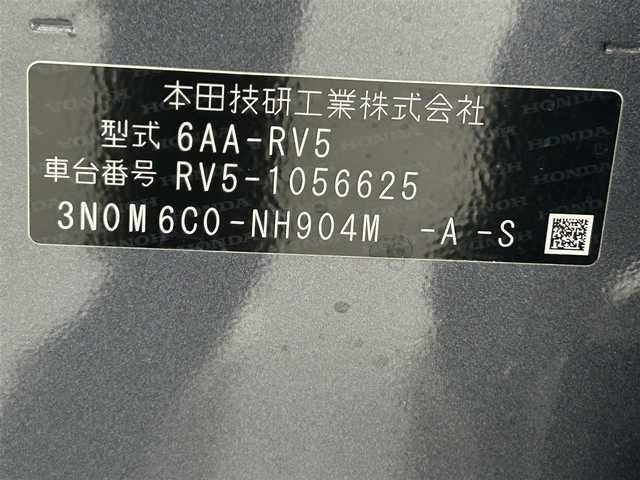 本田技研工業株式会社
型式 6AA-RV5
車台番号 RV5-1056625
3N0M6C0-NH904M -A -S